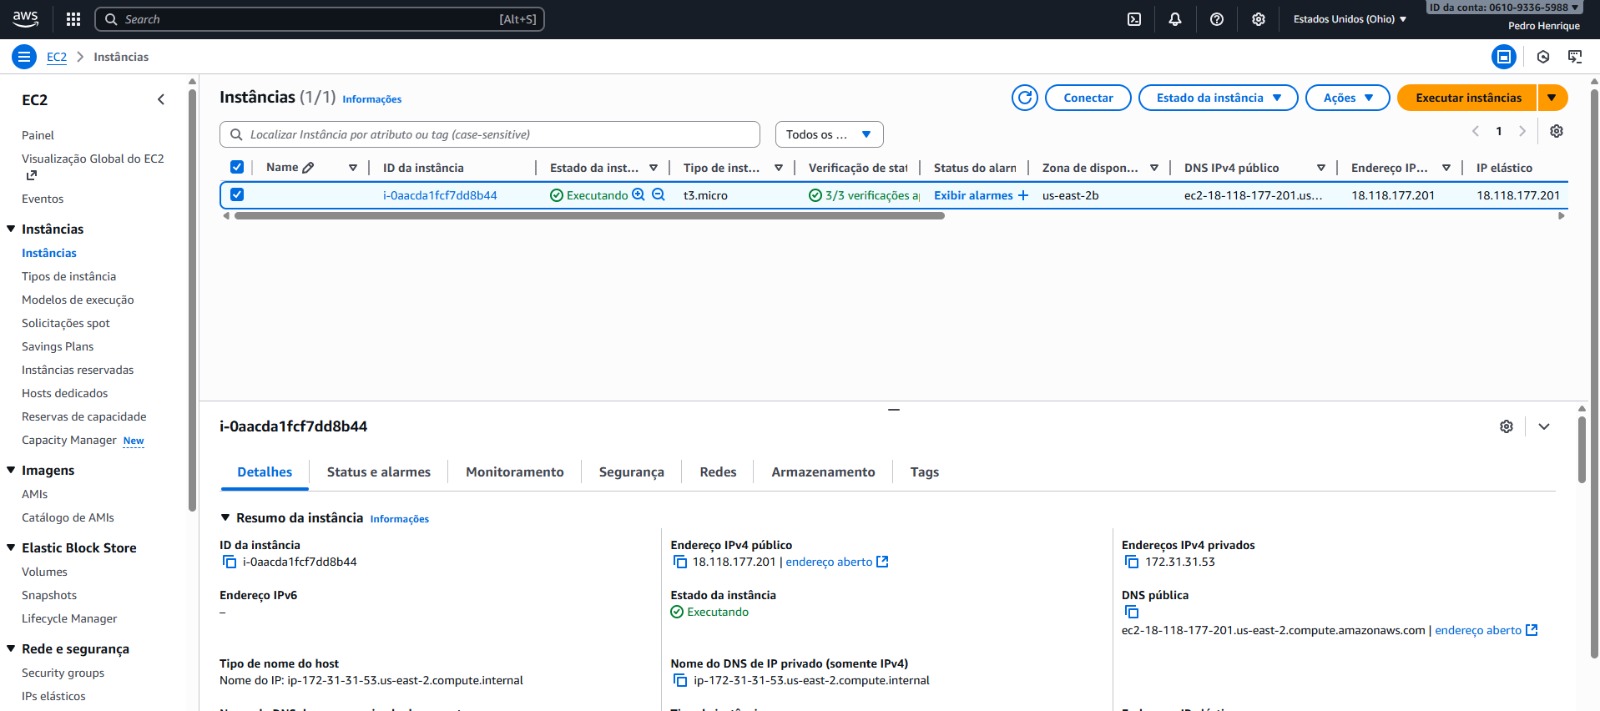 aws
Search
[Alt+S]
Estados Unidos (Ohio)
ID da conta: 0610-9336-5988
Pedro Henrique
EC2
Instâncias
EC2
Painel
Visualização Global do EC2
Eventos
Instâncias
Instâncias
Tipos de instância
Modelos de execução
Solicitações spot
Savings Plans
Instâncias reservadas
Hosts dedicados
Reservas de capacidade
Capacity Manager New
Imagens
AMIs
Catálogo de AMIs
Elastic Block Store
Volumes
Snapshots
Lifecycle Manager
Rede e segurança
Security groups
IPs elásticos
Instâncias (1/1) Informações
Conectar
Estado da instância
Ações
Executar instâncias
Localizar Instância por atributo ou tag (case-sensitive)
Todos os ...
1
Name ID da instância Estado da inst... Tipo de inst... Verificação de stat Status do alarn Zona de dispon... DNS IPv4 público Endereço IP... IP elástico
i-0aacda1fcf7dd8b44 Executando t3.micro 3/3 verificações ap Exibir alarmes us-east-2b ec2-18-118-177-201.us... 18.118.177.201 18.118.177.201
i-0aacda1fcf7dd8b44
Detalhes
Status e alarmes
Monitoramento
Segurança
Redes
Armazenamento
Tags
Resumo da instância Informações
ID da instância
i-0aacda1fcf7dd8b44
Endereço IPv4 público
18.118.177.201 | endereço aberto
Endereços IPv4 privados
172.31.31.53
Endereço IPv6
–
Estado da instância
Executando
DNS pública
ec2-18-118-177-201.us-east-2.compute.amazonaws.com | endereço aberto
Tipo de nome do host
Nome do IP: ip-172-31-31-53.us-east-2.compute.internal
Nome do DNS de IP privado (somente IPv4)
ip-172-31-31-53.us-east-2.compute.internal